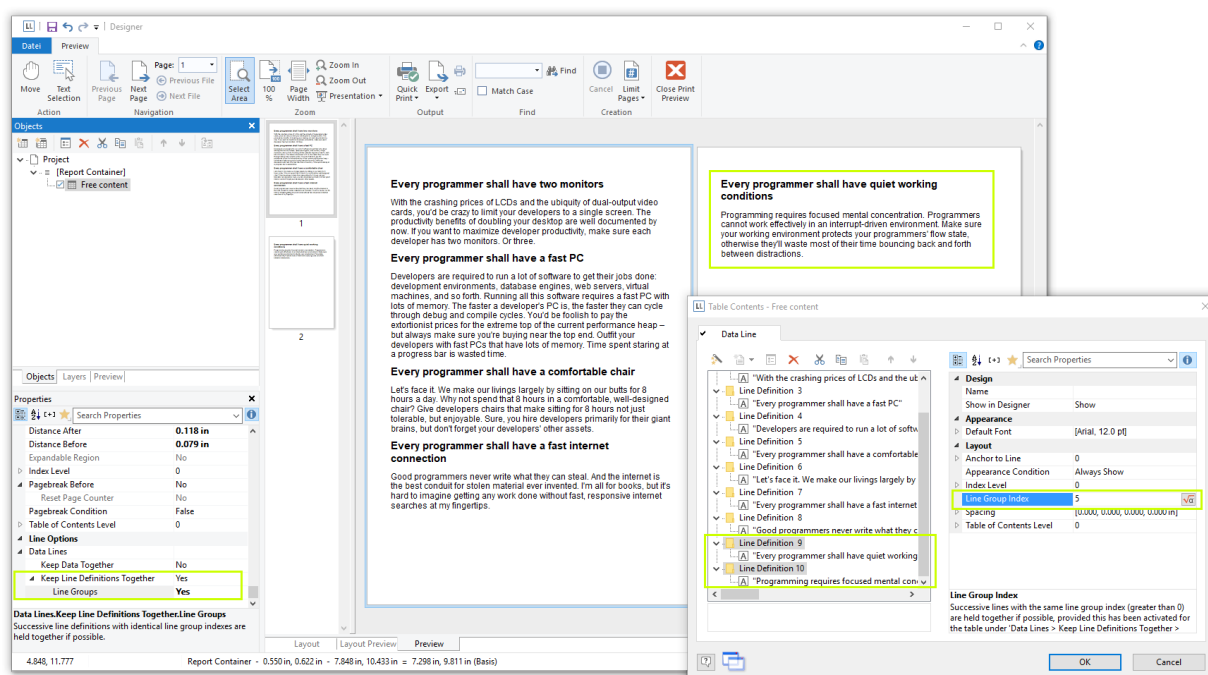 LL Designer
Datei Preview
Move
Text Selection
Action
Previous Page
Next Page
Page: 1
Previous File
Next File
Navigation
Select Area
100 %
Page Width
Zoom In
Zoom Out
Presentation
Zoom
Quick Print
Export
Output
Find
Match Case
Find
Cancel
Limit Pages
Creation
Close Print Preview
Objects
Project
[Report Container]
Free content
Objects Layers Preview
Properties
Search Properties
Distance After 0.118 in
Distance Before 0.079 in
Expandable Region No
Index Level 0
Pagebreak Before No
Reset Page Counter No
Pagebreak Condition False
Table of Contents Level 0
Line Options
Data Lines
Keep Data Together No
Keep Line Definitions Together Yes
Line Groups Yes
Data Lines.Keep Line Definitions Together.Line Groups
Successive line definitions with identical line group indexes are
held together if possible.
1
2
Every programmer shall have two monitors
With the crashing prices of LCDs and the ubiquity of dual-output video
cards, you'd be crazy to limit your developers to a single screen. The
productivity benefits of doubling your desktop are well documented by
now. If you want to maximize developer productivity, make sure each
developer has two monitors. Or three.
Every programmer shall have a fast PC
Developers are required to run a lot of software to get their jobs done:
development environments, database engines, web servers, virtual
machines, and so forth. Running all this software requires a fast PC with
lots of memory. The faster a developer's PC is, the faster they can cycle
through debug and compile cycles. You'd be foolish to pay the
extortionist prices for the extreme top of the current performance heap –
but always make sure you're buying near the top end. Outfit your
developers with fast PCs that have lots of memory. Time spent staring at
a progress bar is wasted time.
Every programmer shall have a comfortable chair
Let's face it. We make our livings largely by sitting on our butts for 8
hours a day. Why not spend that 8 hours in a comfortable, well-designed
chair? Give developers chairs that make sitting for 8 hours not just
tolerable, but enjoyable. Sure, you hire developers primarily for their giant
brains, but don't forget your developers' other assets.
Every programmer shall have a fast internet
connection
Good programmers never write what they can steal. And the internet is
the best conduit for stolen material ever invented. I'm all for books, but it's
hard to imagine getting any work done without fast, responsive internet
searches at my fingertips.
Every programmer shall have quiet working
conditions
Programming requires focused mental concentration. Programmers
cannot work effectively in an interrupt-driven environment. Make sure
your working environment protects your programmers' flow state,
otherwise they'll waste most of their time bouncing back and forth
between distractions.
Layout Layout Preview Preview
4.848, 11.777 Report Container - 0.550 in, 0.622 in - 7.848 in, 10.433 in = 7.298 in, 9.811 in (Basis)
LL Table Contents - Free content
Data Line
"With the crashing prices of LCDs and the ub
Line Definition 3
"Every programmer shall have a fast PC"
Line Definition 4
"Developers are required to run a lot of softw
Line Definition 5
"Every programmer shall have a comfortable
Line Definition 6
"Let's face it. We make our livings largely by
Line Definition 7
"Every programmer shall have a fast internet
Line Definition 8
"Good programmers never write what they c
Line Definition 9
"Every programmer shall have quiet working
Line Definition 10
"Programming requires focused mental con
Search Properties
Design
Name
Show in Designer Show
Appearance
Default Font [Arial, 12.0 pt]
Layout
Anchor to Line 0
Appearance Condition Always Show
Index Level 0
Line Group Index 5
Spacing [0.000, 0.000, 0.000, 0.000 in]
Table of Contents Level 0
Line Group Index
Successive lines with the same line group index (greater than 0)
are held together if possible, provided this has been activated for
the table under 'Data Lines > Keep Line Definitions Together >
OK Cancel